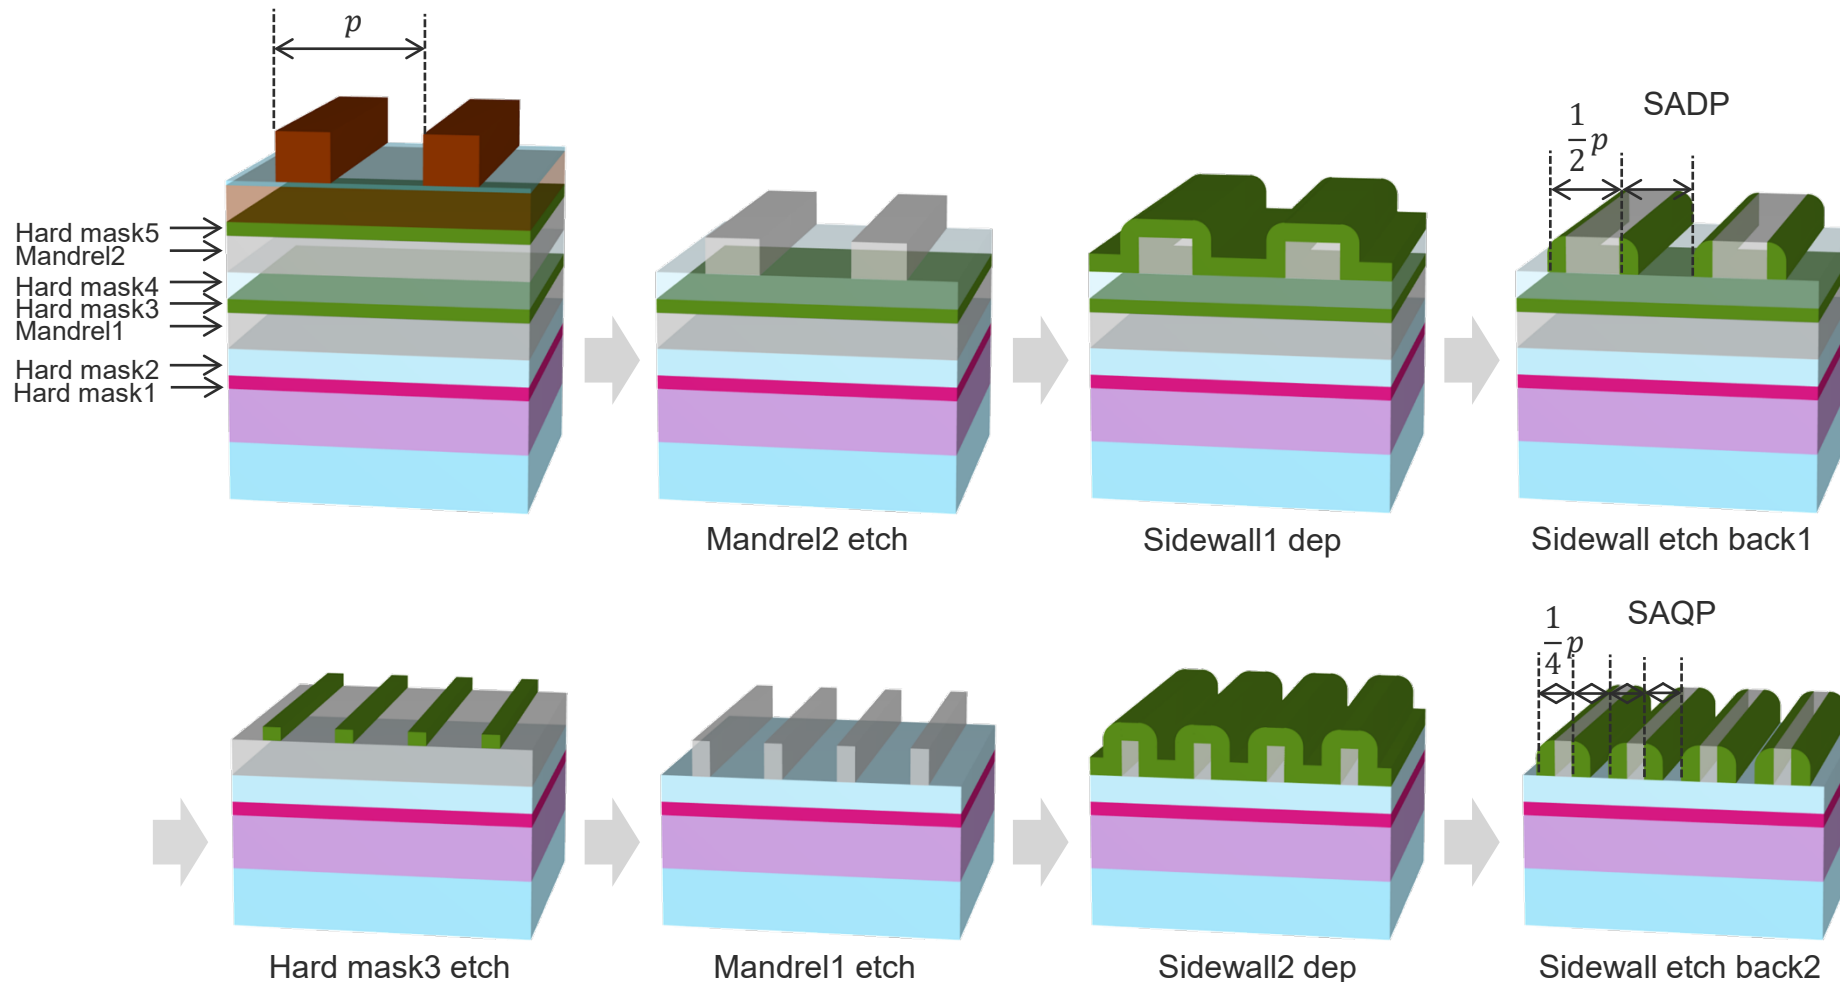 p
Hard mask5
Mandrel2
Hard mask4
Hard mask3
Mandrel1
Hard mask2
Hard mask1
SADP
1/2 p
Mandrel2 etch
Sidewall1 dep
Sidewall etch back1
SAQP
1/4 p
Hard mask3 etch
Mandrel1 etch
Sidewall2 dep
Sidewall etch back2